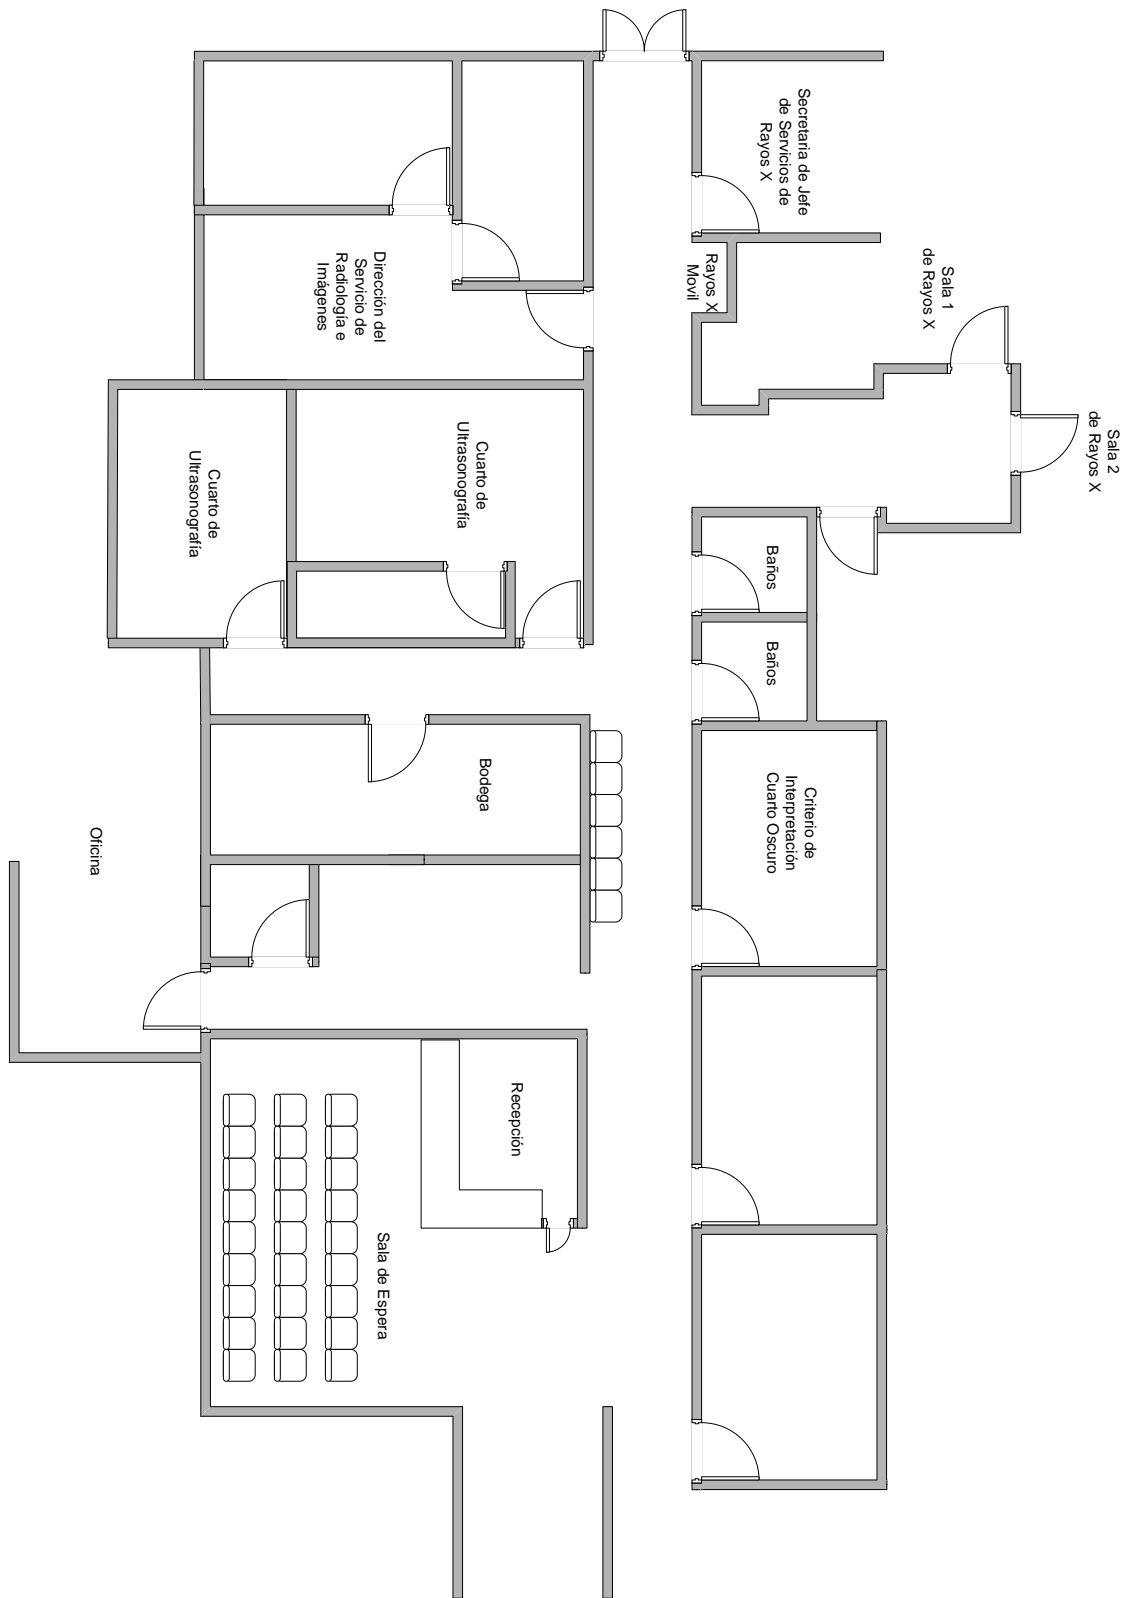 Secretaria de Jefe
de Servicios de
Rayos X
Sala 1
de Rayos X
Rayos X
Movil
Dirección del
Servicio de
Radiología e
Imágenes
Sala 2
de Rayos X
Cuarto de
Ultrasonografía
Cuarto de
Ultrasonografía
Baños
Baños
Bodega
Criterio de
Interpretación
Cuarto Oscuro
Oficina
Recepción
Sala de Espera